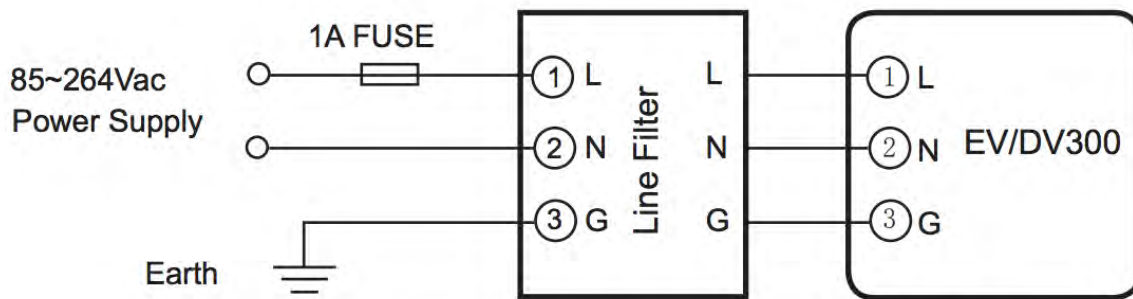 1A FUSE
85~264Vac
Power Supply
1 L
2 N
3 G
Earth
Line Filter
L
N
G
1 L
2 N
3 G
EV/DV300